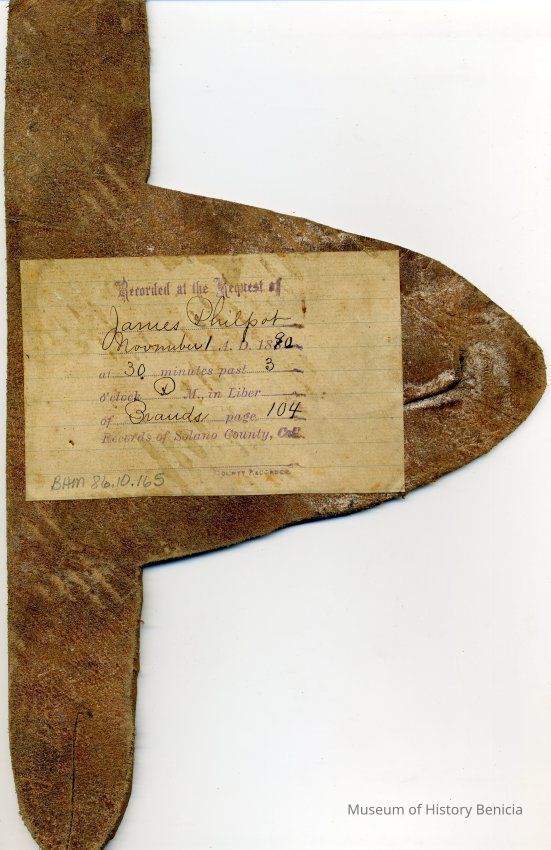 Recorded at the Request of
James Philpot
November 1 A. D. 1880
at 30 minutes past 3
o'clock M., in Liber
of Brands page 104
Records of Solano County, Cal.
COUNTY RECORDER
BAM 86.10.165
Museum of History Benicia